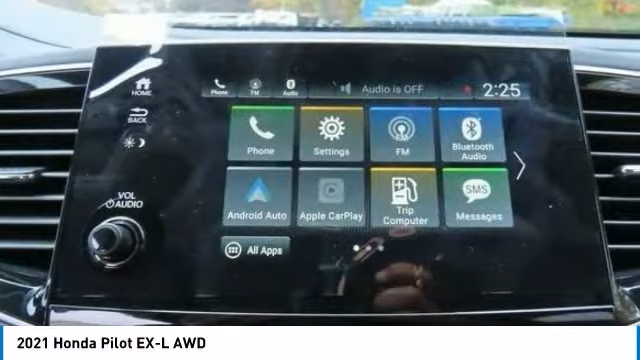 HOME
Phone FM Audio Audio is OFF 2:25
BACK
Phone Settings FM Bluetooth Audio
VOL
AUDIO
Android Auto Apple CarPlay Trip Computer Messages
SMS
All Apps
2021 Honda Pilot EX-L AWD